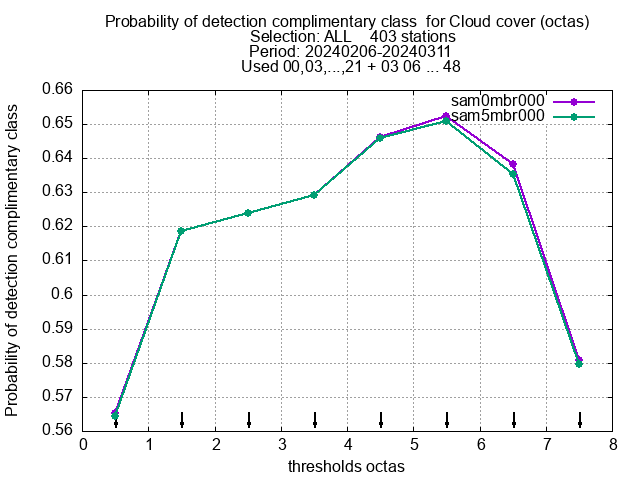 Probability of detection complimentary class  for Cloud cover (octas)
Selection: ALL    403 stations
Period: 20240206-20240311
Used 00,03,...,21 + 03 06 ... 48
sam0mbr000
sam5mbr000
Probability of detection complimentary class
0.66
0.65
0.64
0.63
0.62
0.61
0.6
0.59
0.58
0.57
0.56
0 1 2 3 4 5 6 7 8
thresholds octas